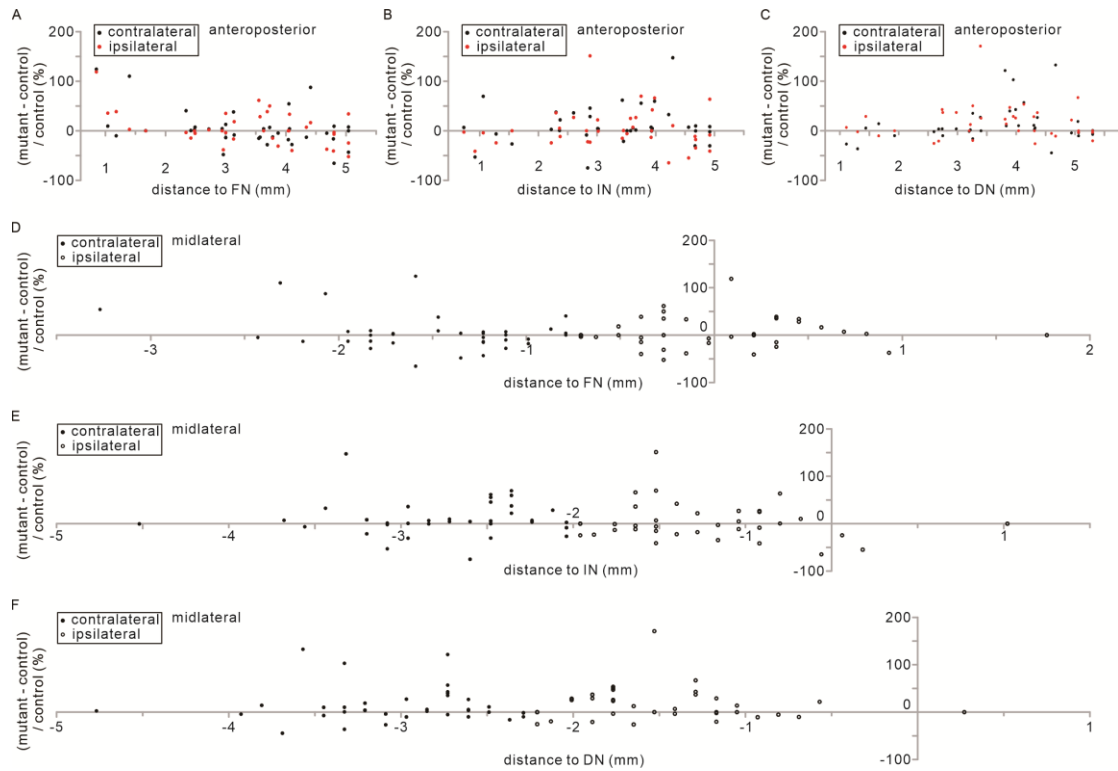 A
200
contralateral
ipsilateral
anteroposterior
100
0
-100
(mutant - control)
/ control (%)
1 2 3 4 5
distance to FN (mm)
B
200
contralateral
ipsilateral
anteroposterior
100
0
-100
(mutant - control)
/ control (%)
1 2 3 4 5
distance to IN (mm)
C
200
contralateral
ipsilateral
anteroposterior
100
0
-100
(mutant - control)
/ control (%)
1 2 3 4 5
distance to DN (mm)
D
contralateral
ipsilateral
midlateral
(mutant - control)
/ control (%)
200
100
0
-100
-3 -2 -1 1 2
distance to FN (mm)
E
contralateral
ipsilateral
midlateral
(mutant - control)
/ control (%)
200
100
0
-100
-5 -4 -3 -2 -1 1
distance to IN (mm)
F
contralateral
ipsilateral
midlateral
(mutant - control)
/ control (%)
200
100
0
-100
-5 -4 -3 -2 -1 1
distance to DN (mm)